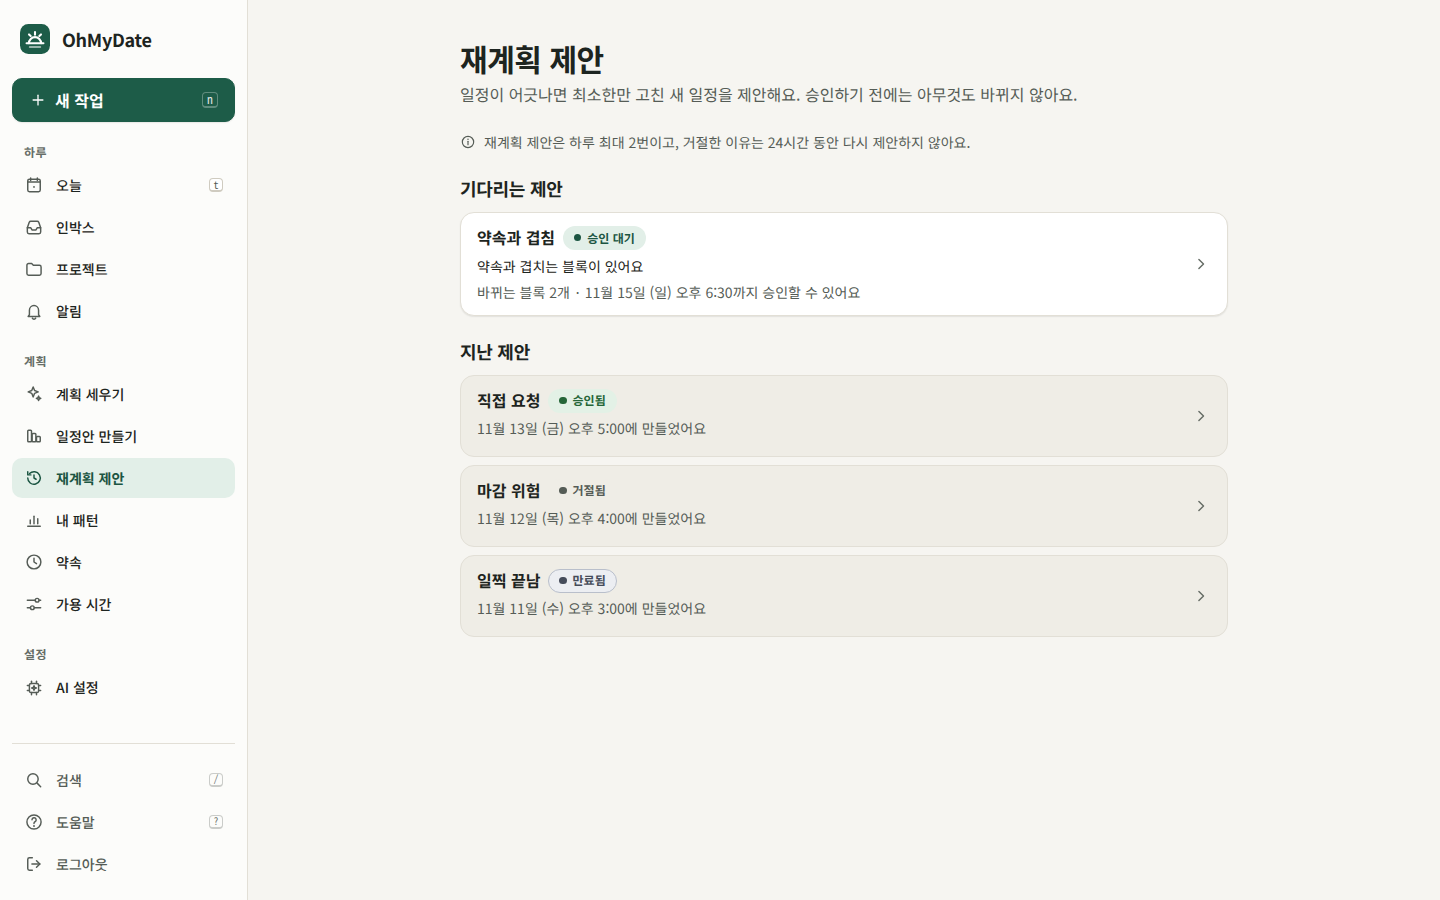 OhMyDate
새 작업 n
하루
오늘 t
인박스
프로젝트
알림
계획
계획 세우기
일정안 만들기
재계획 제안
내 패턴
약속
가용 시간
설정
AI 설정
검색 /
도움말 ?
로그아웃
재계획 제안
일정이 어긋나면 최소한만 고친 새 일정을 제안해요. 승인하기 전에는 아무것도 바뀌지 않아요.
재계획 제안은 하루 최대 2번이고, 거절한 이유는 24시간 동안 다시 제안하지 않아요.
기다리는 제안
약속과 겹침 승인 대기
약속과 겹치는 블록이 있어요
바뀌는 블록 2개 · 11월 15일 (일) 오후 6:30까지 승인할 수 있어요
지난 제안
직접 요청 승인됨
11월 13일 (금) 오후 5:00에 만들었어요
마감 위험 거절됨
11월 12일 (목) 오후 4:00에 만들었어요
일찍 끝남 만료됨
11월 11일 (수) 오후 3:00에 만들었어요